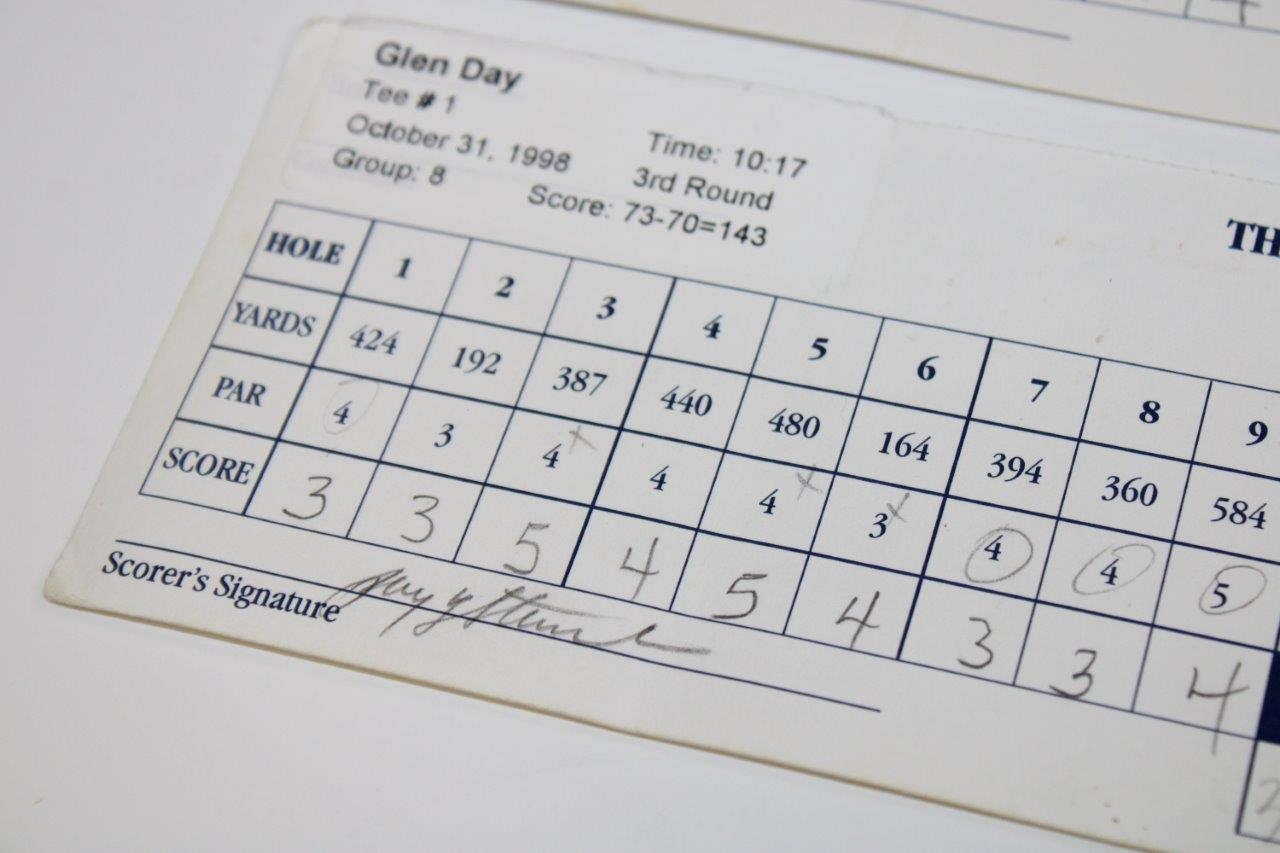 Glen Day
Tee # 1
October 31, 1998 Time: 10:17
Group: 8 3rd Round
Score: 73-70=143
TH
HOLE 1 2 3 4 5 6 7 8 9
YARDS 424 192 387 440 480 164 394 360 584
PAR 4 3 4 4 4 3 4 4 5
SCORE 3 3 5 4 5 4 3 3 4
Scorer's Signature